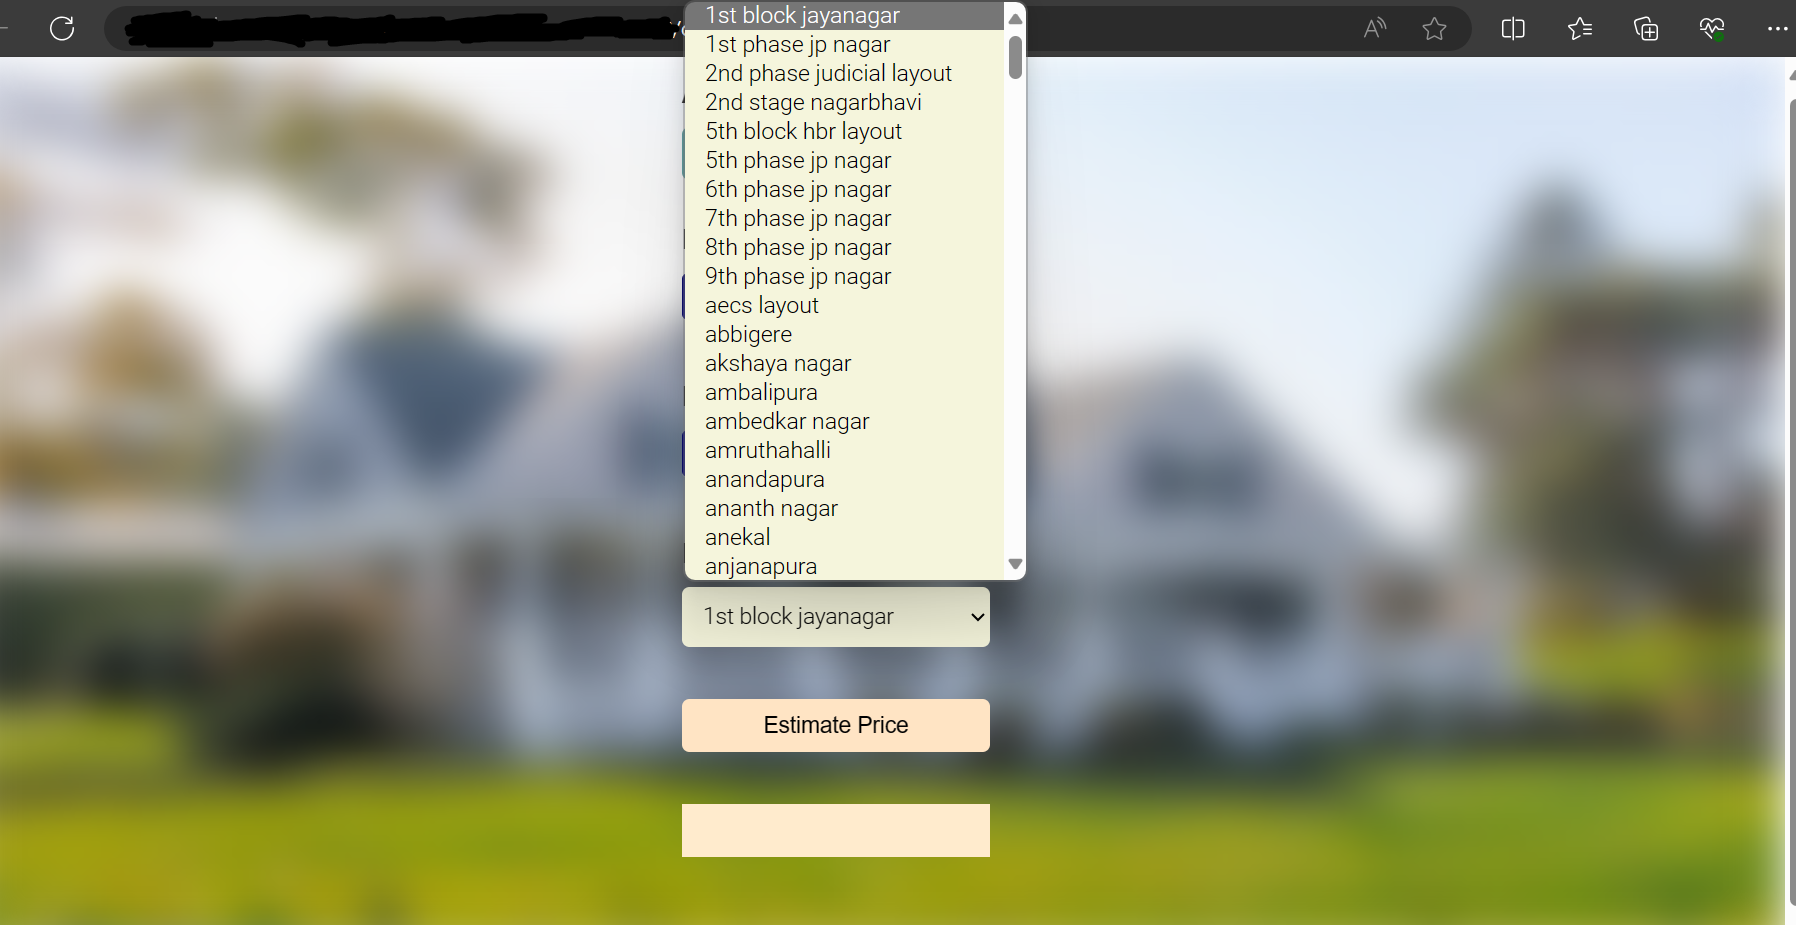 1st block jayanagar
1st phase jp nagar
2nd phase judicial layout
2nd stage nagarbhavi
5th block hbr layout
5th phase jp nagar
6th phase jp nagar
7th phase jp nagar
8th phase jp nagar
9th phase jp nagar
aecs layout
abbigere
akshaya nagar
ambalipura
ambedkar nagar
amruthahalli
anandapura
ananth nagar
anekal
anjanapura
1st block jayanagar
Estimate Price